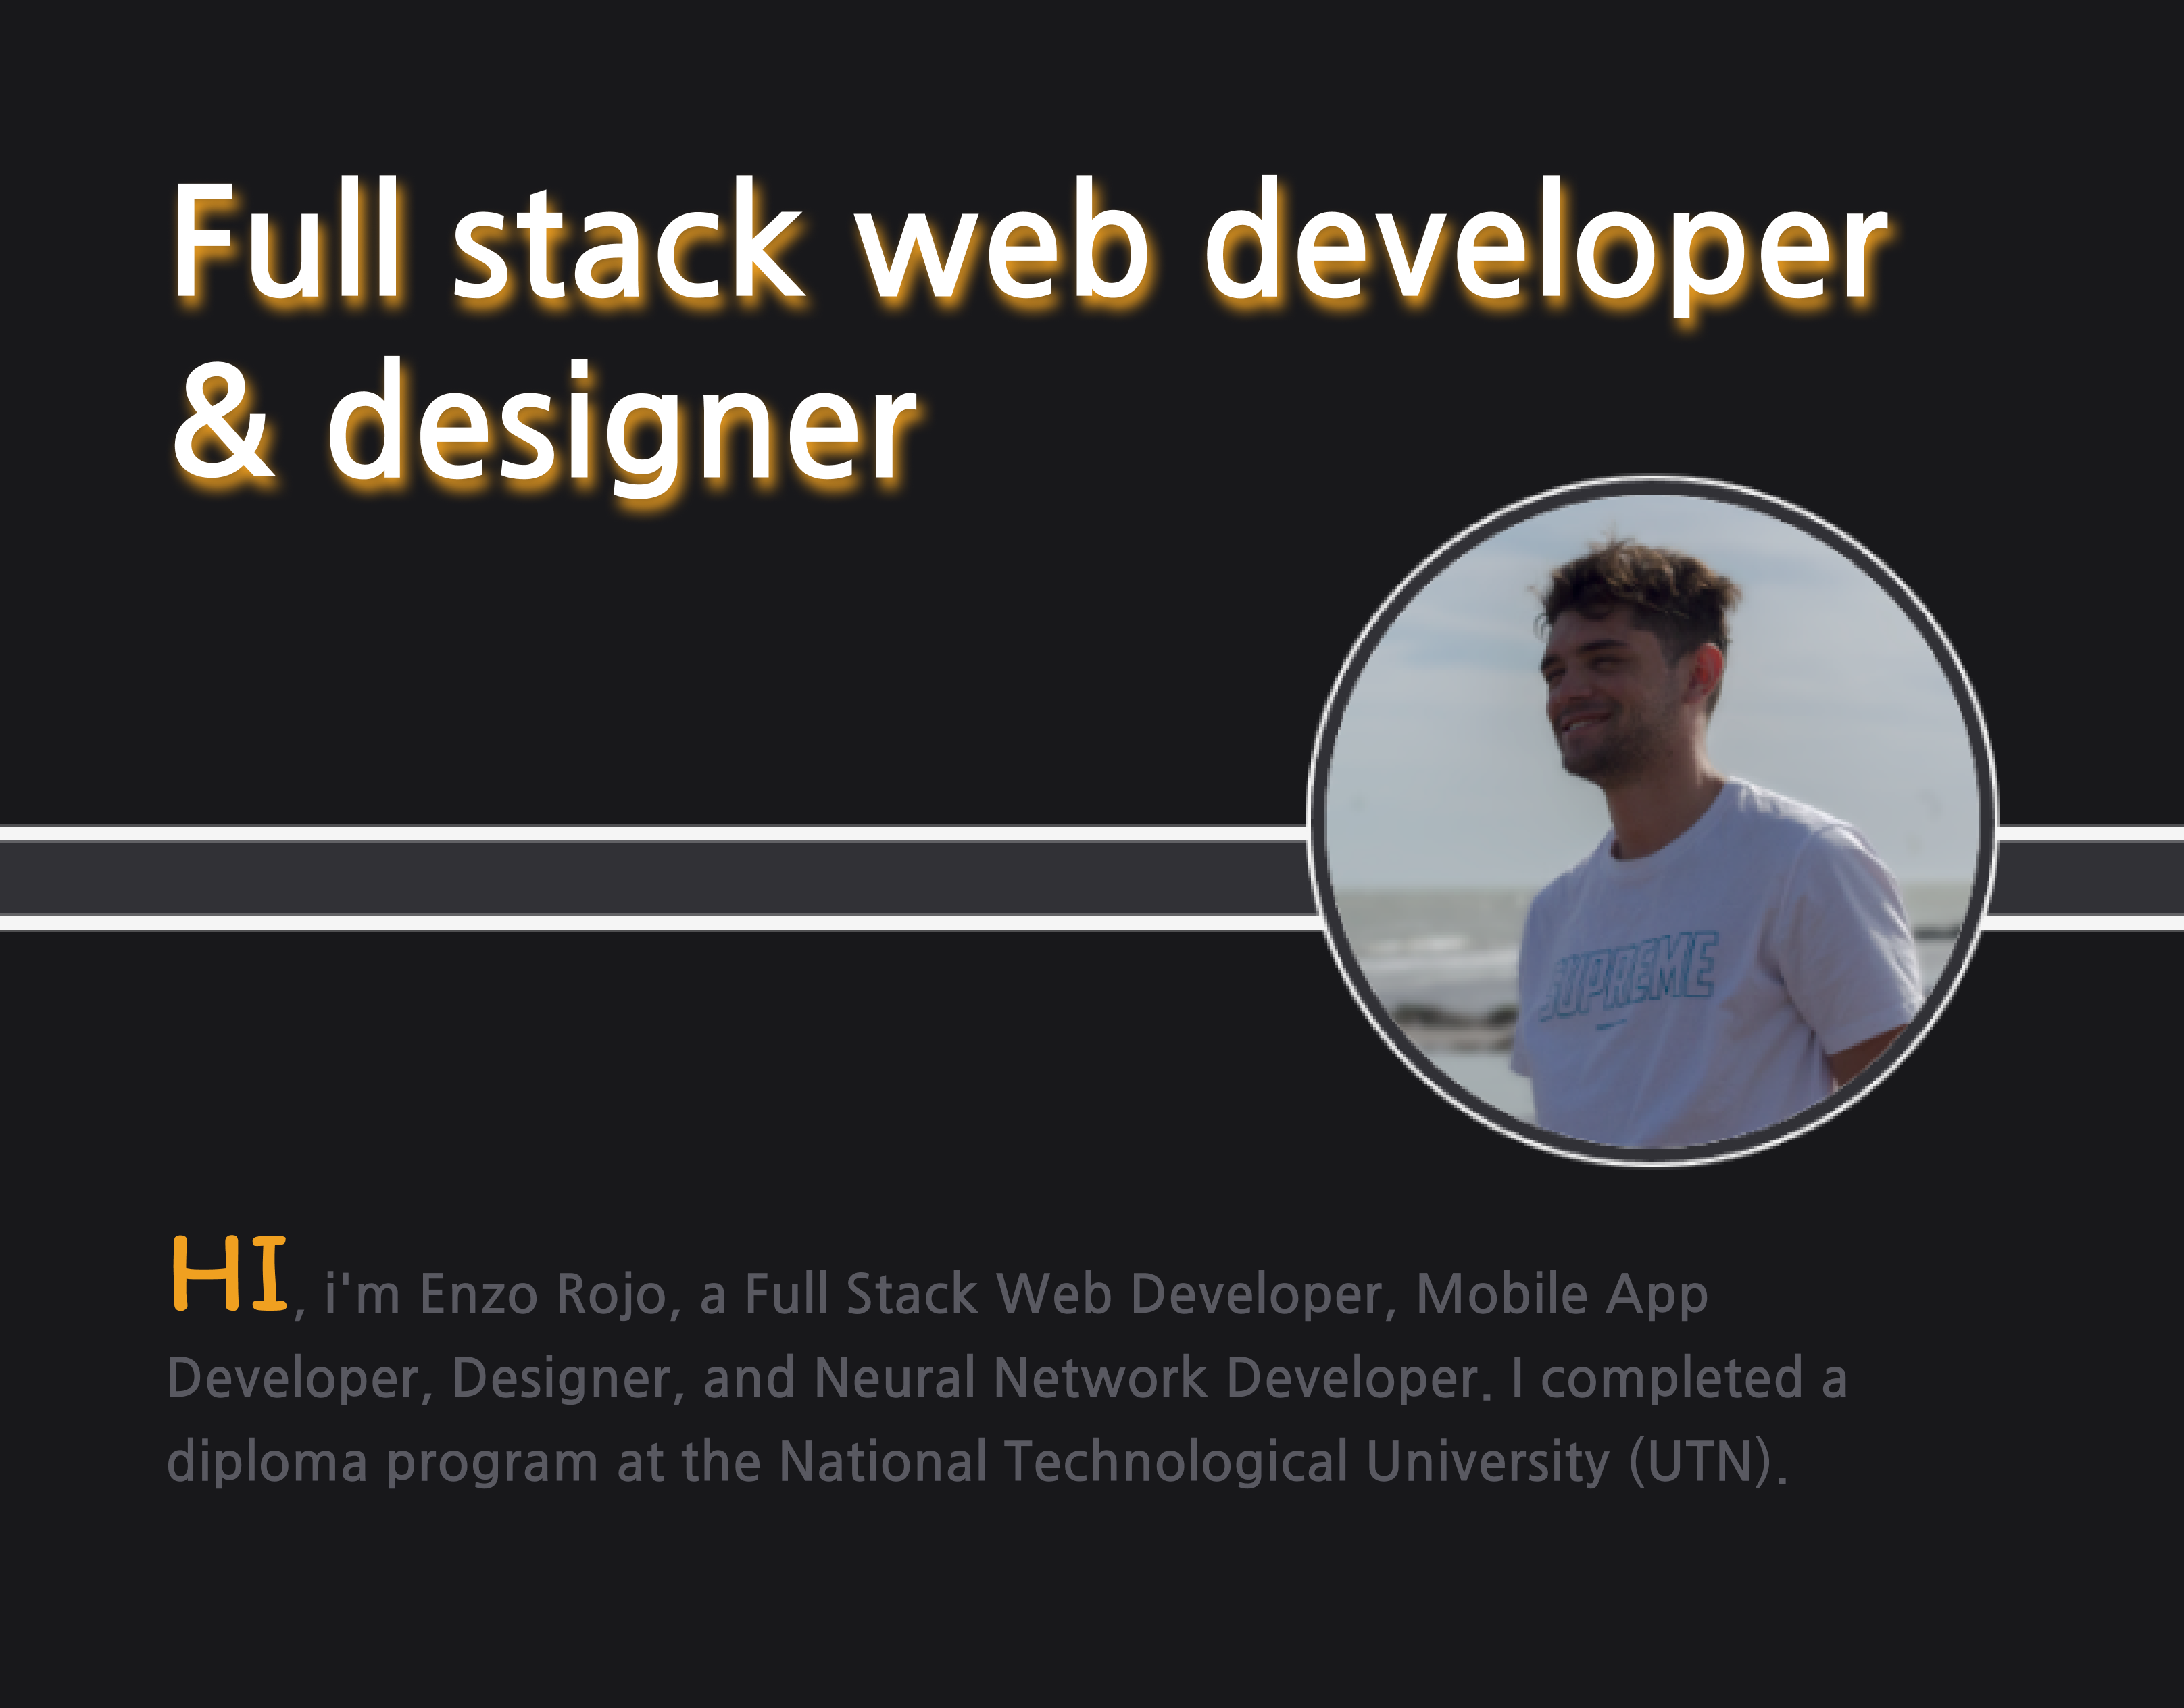 Full stack web developer
& designer
SUPREME
HI, i'm Enzo Rojo, a Full Stack Web Developer, Mobile App
Developer, Designer, and Neural Network Developer. I completed a
diploma program at the National Technological University (UTN).